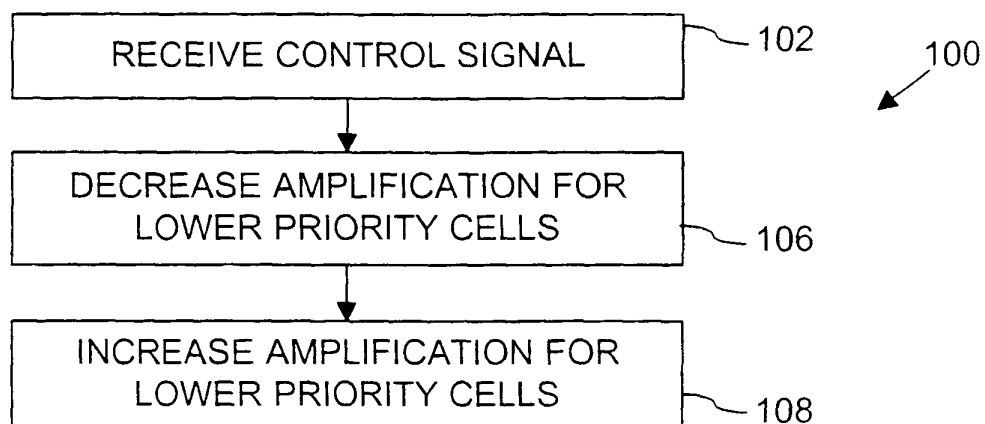 RECEIVE CONTROL SIGNAL
102
100
DECREASE AMPLIFICATION FOR
LOWER PRIORITY CELLS
106
INCREASE AMPLIFICATION FOR
LOWER PRIORITY CELLS
108